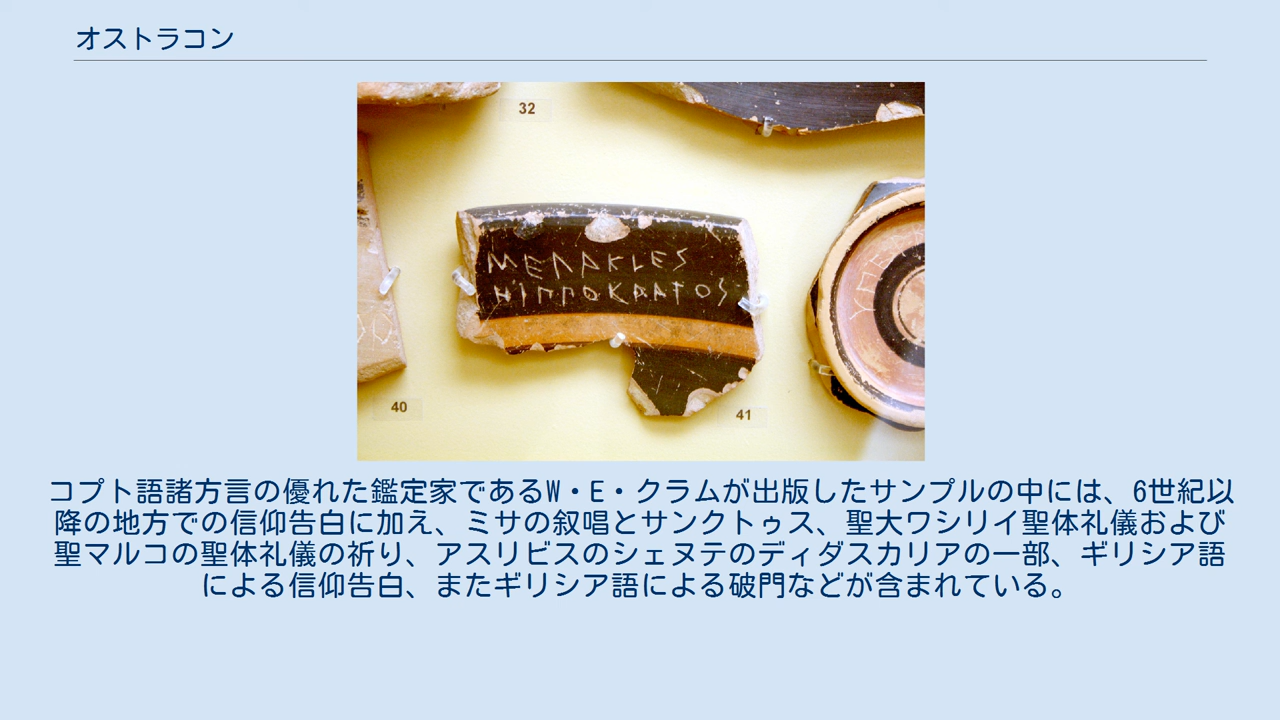 オストラコン
32
ΜΕΛΑΚLΕS
ΗΙΠΠΟΚΡΑΤΟS
40
41
コプト語諸方言の優れた鑑定家であるW・E・クラムが出版したサンプルの中には、6世紀以
降の地方での信仰告白に加え、ミサの叙唱とサンクトゥス、聖大ワシリイ聖体礼儀および
聖マルコの聖体礼儀の祈り、アスリビスのシェヌテのディダスカリアの一部、ギリシア語
による信仰告白、またギリシア語による破門などが含まれている。